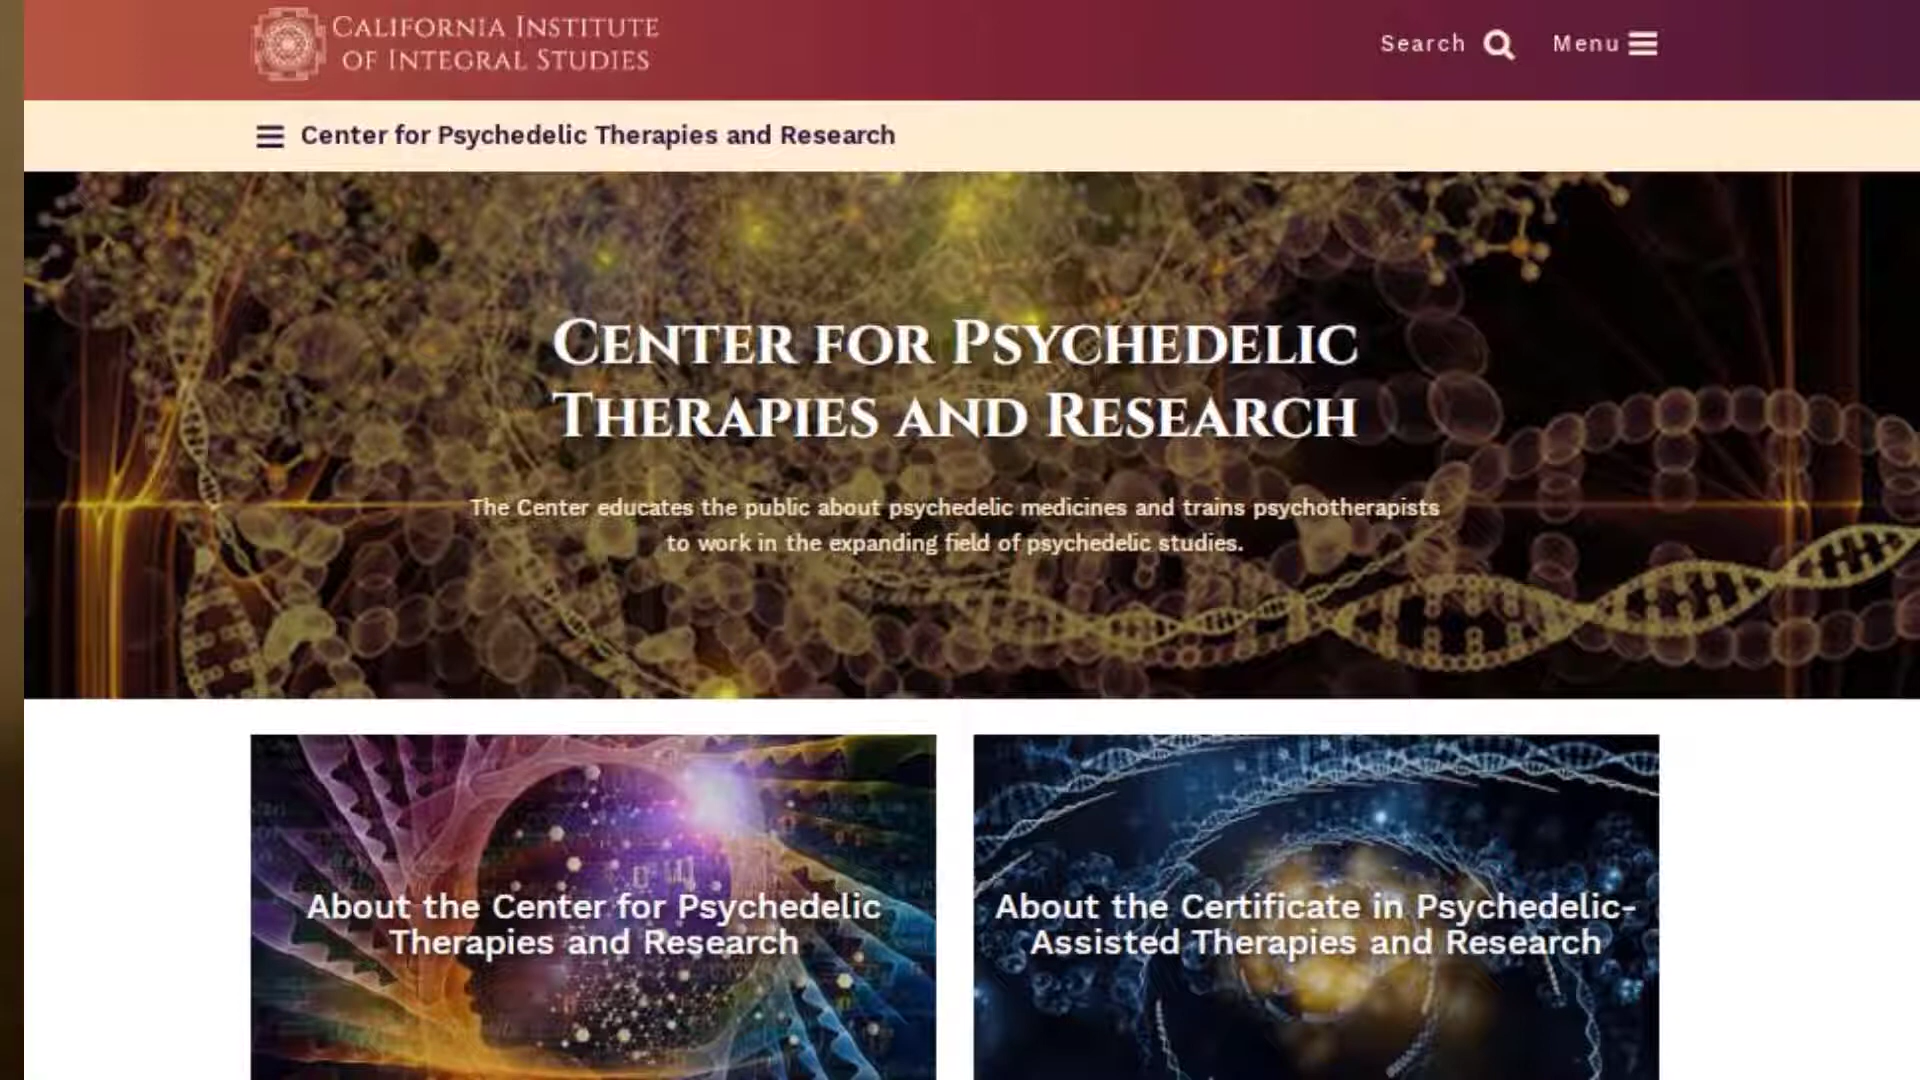 CALIFORNIA INSTITUTE
OF INTEGRAL STUDIES
Search
Menu
Center for Psychedelic Therapies and Research
CENTER FOR PSYCHEDELIC
THERAPIES AND RESEARCH
The Center educates the public about psychedelic medicines and trains psychotherapists
to work in the expanding field of psychedelic studies.
About the Center for Psychedelic
Therapies and Research
About the Certificate in Psychedelic-
Assisted Therapies and Research